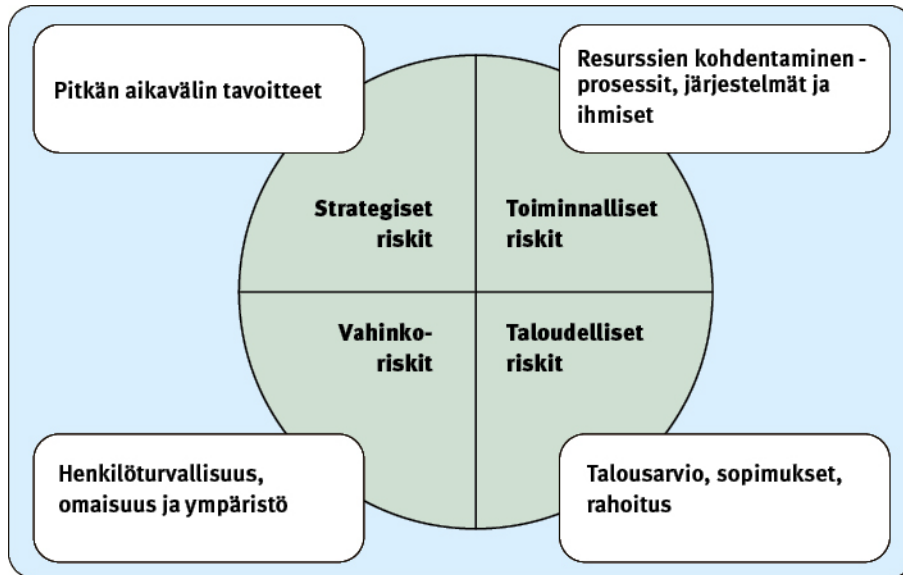 Pitkän aikavälin tavoitteet
Resurssien kohdentaminen -
prosessit, järjestelmät ja
ihmiset
Strategiset
riskit
Toiminnalliset
riskit
Vahinko-
riskit
Taloudelliset
riskit
Henkilöturvallisuus,
omaisuus ja ympäristö
Talousarvio, sopimukset,
rahoitus